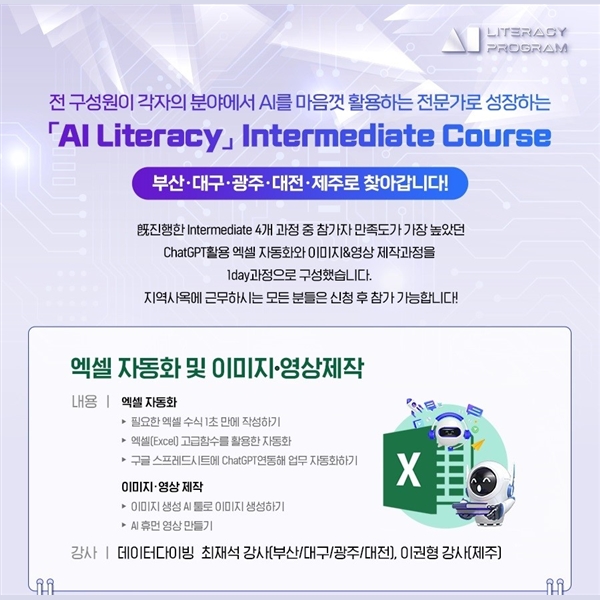 AI LITERACY
PROGRAM
전 구성원이 각자의 분야에서 AI를 마음껏 활용하는 전문가로 성장하는
「AI Literacy」 Intermediate Course
부산·대구·광주·대전·제주로 찾아갑니다!
旣진행한 Intermediate 4개 과정 중 참가자 만족도가 가장 높았던
ChatGPT활용 엑셀 자동화와 이미지&영상 제작과정을
1day과정으로 구성했습니다.
지역사옥에 근무하시는 모든 분들은 신청 후 참가 가능합니다!
엑셀 자동화 및 이미지·영상제작
내용 | 엑셀 자동화
▸ 필요한 엑셀 수식 1초 만에 작성하기
▸ 엑셀(Excel) 고급함수를 활용한 자동화
▸ 구글 스프레드시트에 ChatGPT연동해 업무 자동화하기
X
이미지·영상 제작
▸ 이미지 생성 AI 툴로 이미지 생성하기
▸ AI 휴먼 영상 만들기
강사 | 데이터다이빙 최재석 강사(부산/대구/광주/대전), 이권형 강사(제주)